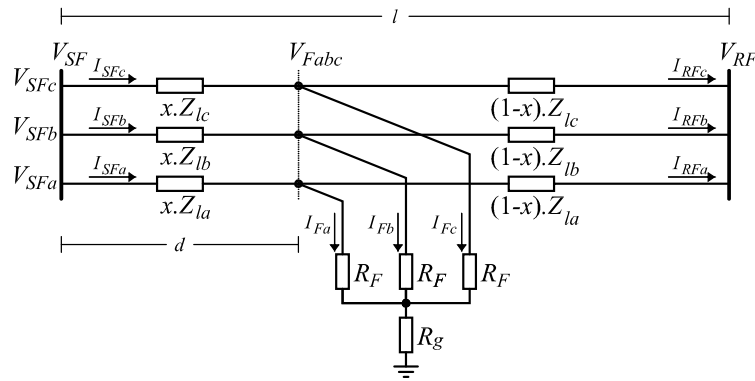 l
V_SF V_Fabc V_RF
V_SFc I_SFc I_RFc
x.Z_lc (1-x).Z_lc
V_SFb I_SFb I_RFb
x.Z_lb (1-x).Z_lb
V_SFa I_SFa I_RFa
x.Z_la (1-x).Z_la
d I_Fa I_Fb I_Fc
R_F R_F R_F
R_g